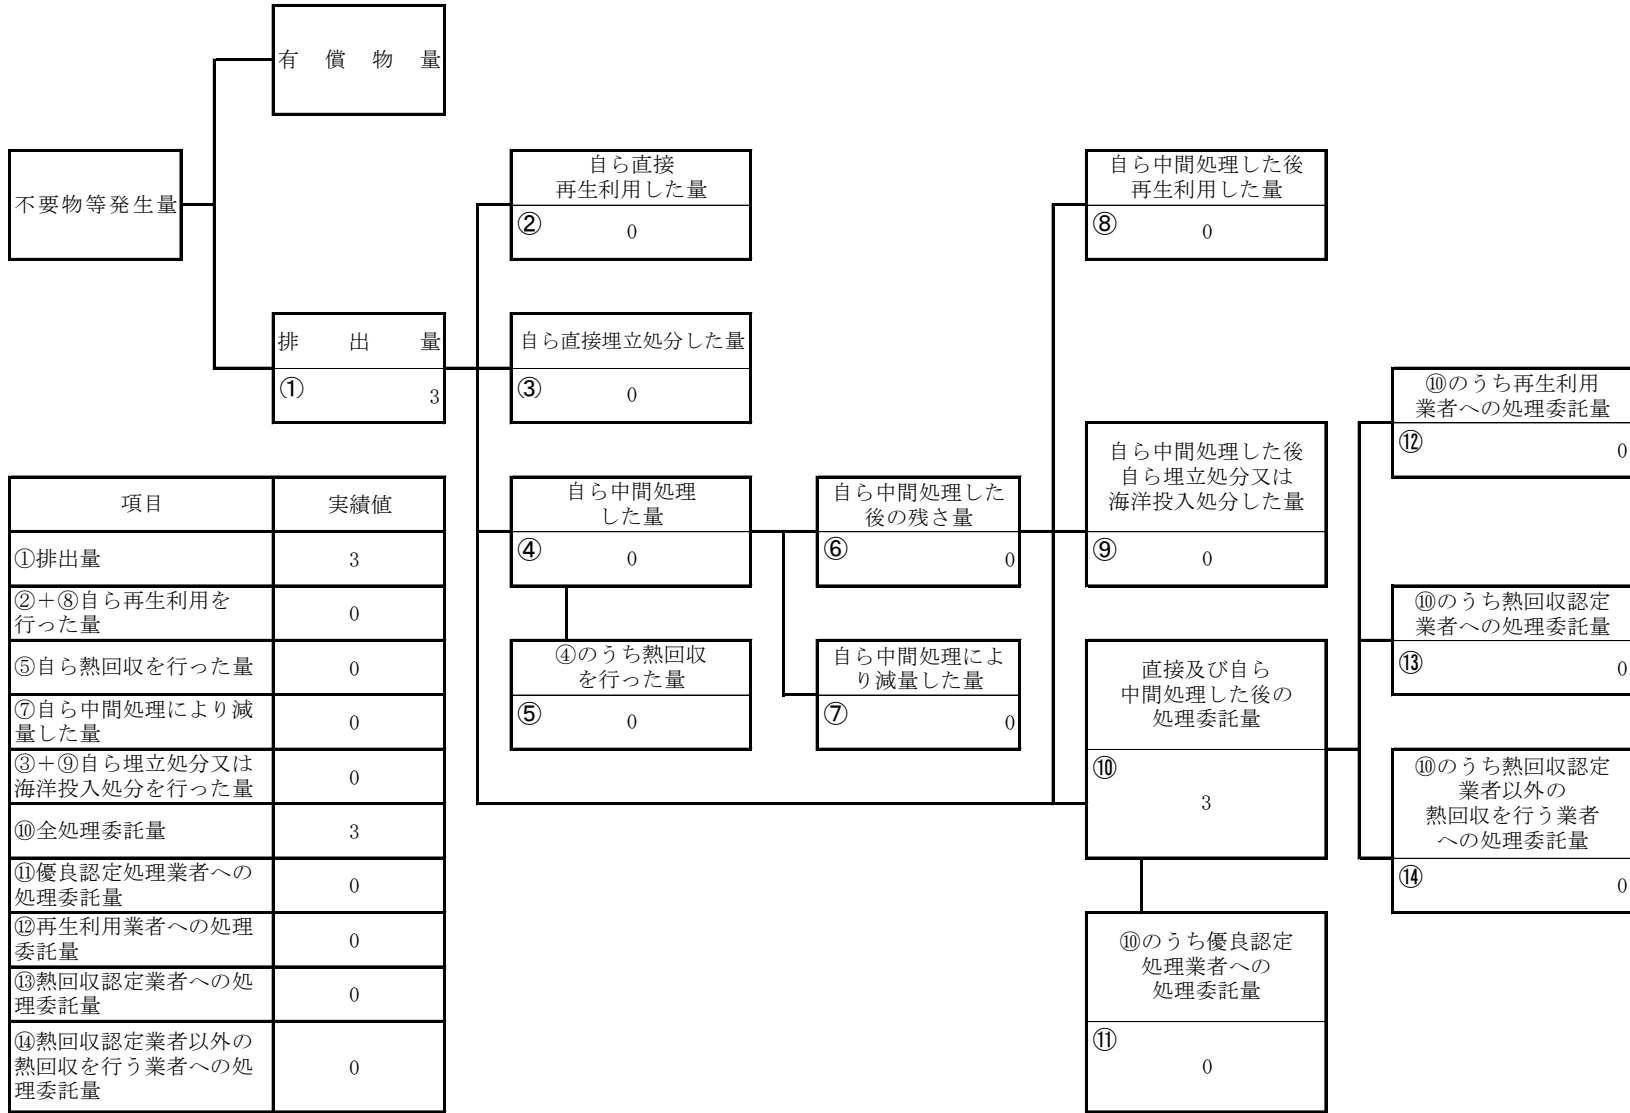 有償物量
不要物等発生量
排出量
① 3
自ら直接
再生利用した量
② 0
自ら直接埋立処分した量
③ 0
自ら中間処理
した量
④ 0
④のうち熱回収
を行った量
⑤ 0
自ら中間処理した
後の残さ量
⑥ 0
自ら中間処理によ
り減量した量
⑦ 0
自ら中間処理した後
再生利用した量
⑧ 0
自ら中間処理した後
自ら埋立処分又は
海洋投入処分した量
⑨ 0
直接及び自ら
中間処理した後の
処理委託量
⑩
3
⑩のうち優良認定
処理業者への
処理委託量
⑪
0
⑩のうち再生利用
業者への処理委託量
⑫ 0
⑩のうち熱回収認定
業者への処理委託量
⑬ 0
⑩のうち熱回収認定
業者以外の
熱回収を行う業者
への処理委託量
⑭ 0
項目 実績値
①排出量 3
②+⑧自ら再生利用を
行った量 0
⑤自ら熱回収を行った量 0
⑦自ら中間処理により減
量した量 0
③+⑨自ら埋立処分又は
海洋投入処分を行った量 0
⑩全処理委託量 3
⑪優良認定処理業者への
処理委託量 0
⑫再生利用業者への処理
委託量 0
⑬熱回収認定業者への処
理委託量 0
⑭熱回収認定業者以外の
熱回収を行う業者への処
理委託量 0